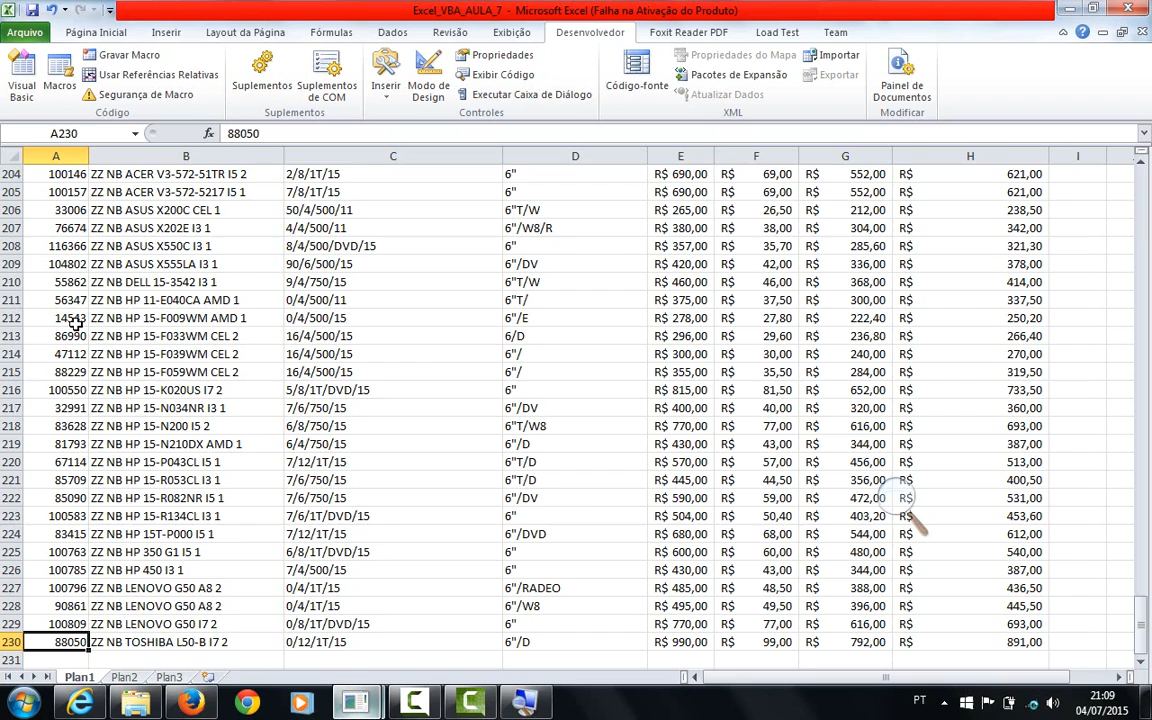 Excel_VBA_AULA_7 - Microsoft Excel (Falha na Ativação do Produto)
Arquivo Página Inicial Inserir Layout da Página Fórmulas Dados Revisão Exibição Desenvolvedor Foxit Reader PDF Load Test Team
Visual Basic
Macros
Gravar Macro
Usar Referências Relativas
Segurança de Macro
Código
Suplementos
Suplementos de COM
Suplementos
Inserir
Modo de Design
Propriedades
Exibir Código
Executar Caixa de Diálogo
Controles
Código-fonte
Propriedades do Mapa
Pacotes de Expansão
Atualizar Dados
Importar
Exportar
XML
Painel de Documentos
Modificar
A230 fx 88050
A B C D E F G H I
204 100146 ZZ NB ACER V3-572-51TR I5 2 2/8/1T/15 6" R$ 690,00 R$ 69,00 R$ 552,00 R$ 621,00
205 100157 ZZ NB ACER V3-572-5217 I5 1 7/8/1T/15 6" R$ 690,00 R$ 69,00 R$ 552,00 R$ 621,00
206 33006 ZZ NB ASUS X200C CEL 1 50/4/500/11 6"T/W R$ 265,00 R$ 26,50 R$ 212,00 R$ 238,50
207 76674 ZZ NB ASUS X202E I3 1 4/4/500/11 6"/W8/R R$ 380,00 R$ 38,00 R$ 304,00 R$ 342,00
208 116366 ZZ NB ASUS X550C I3 1 8/4/500/DVD/15 6" R$ 357,00 R$ 35,70 R$ 285,60 R$ 321,30
209 104802 ZZ NB ASUS X555LA I3 1 90/6/500/15 6"/DV R$ 420,00 R$ 42,00 R$ 336,00 R$ 378,00
210 55862 ZZ NB DELL 15-3542 I3 1 9/4/750/15 6"T/W R$ 460,00 R$ 46,00 R$ 368,00 R$ 414,00
211 56347 ZZ NB HP 11-E040CA AMD 1 0/4/500/11 6"T/ R$ 375,00 R$ 37,50 R$ 300,00 R$ 337,50
212 ZZ NB HP 15-F009WM AMD 1 0/4/500/15 6"/E R$ 278,00 R$ 27,80 R$ 222,40 R$ 250,20
213 86990 ZZ NB HP 15-F033WM CEL 2 16/4/500/15 6/D R$ 296,00 R$ 29,60 R$ 236,80 R$ 266,40
214 47112 ZZ NB HP 15-F039WM CEL 2 16/4/500/15 6"/ R$ 300,00 R$ 30,00 R$ 240,00 R$ 270,00
215 88229 ZZ NB HP 15-F059WM CEL 2 16/4/500/15 6"/ R$ 355,00 R$ 35,50 R$ 284,00 R$ 319,50
216 100550 ZZ NB HP 15-K020US I7 2 5/8/1T/DVD/15 6" R$ 815,00 R$ 81,50 R$ 652,00 R$ 733,50
217 32991 ZZ NB HP 15-N034NR I3 1 7/6/750/15 6"/DV R$ 400,00 R$ 40,00 R$ 320,00 R$ 360,00
218 83628 ZZ NB HP 15-N200 I5 2 6/8/750/15 6"T/W8 R$ 770,00 R$ 77,00 R$ 616,00 R$ 693,00
219 81793 ZZ NB HP 15-N210DX AMD 1 6/4/750/15 6"/D R$ 430,00 R$ 43,00 R$ 344,00 R$ 387,00
220 67114 ZZ NB HP 15-P043CL I5 1 7/12/1T/15 6"T/D R$ 570,00 R$ 57,00 R$ 456,00 R$ 513,00
221 85709 ZZ NB HP 15-R053CL I3 1 7/6/750/15 6"T/D R$ 445,00 R$ 44,50 R$ 356,00 R$ 400,50
222 85090 ZZ NB HP 15-R082NR I5 1 7/6/750/15 6"/DV R$ 590,00 R$ 59,00 R$ 472,00 R$ 531,00
223 100583 ZZ NB HP 15-R134CL I3 1 7/6/1T/DVD/15 6" R$ 504,00 R$ 50,40 R$ 403,20 R$ 453,60
224 83415 ZZ NB HP 15T-P000 I5 1 7/12/1T/15 6"/DVD R$ 680,00 R$ 68,00 R$ 544,00 R$ 612,00
225 100763 ZZ NB HP 350 G1 I5 1 6/8/1T/DVD/15 6" R$ 600,00 R$ 60,00 R$ 480,00 R$ 540,00
226 100785 ZZ NB HP 450 I3 1 7/4/500/15 6" R$ 430,00 R$ 43,00 R$ 344,00 R$ 387,00
227 100796 ZZ NB LENOVO G50 A8 2 0/4/1T/15 6"/RADEO R$ 485,00 R$ 48,50 R$ 388,00 R$ 436,50
228 90861 ZZ NB LENOVO G50 A8 2 0/4/1T/15 6"/W8 R$ 495,00 R$ 49,50 R$ 396,00 R$ 445,50
229 100809 ZZ NB LENOVO G50 I7 2 0/8/1T/DVD/15 6" R$ 770,00 R$ 77,00 R$ 616,00 R$ 693,00
230 88050 ZZ NB TOSHIBA L50-B I7 2 0/12/1T/15 6"/D R$ 990,00 R$ 99,00 R$ 792,00 R$ 891,00
231
Plan1 Plan2 Plan3
PT 21:09
04/07/2015